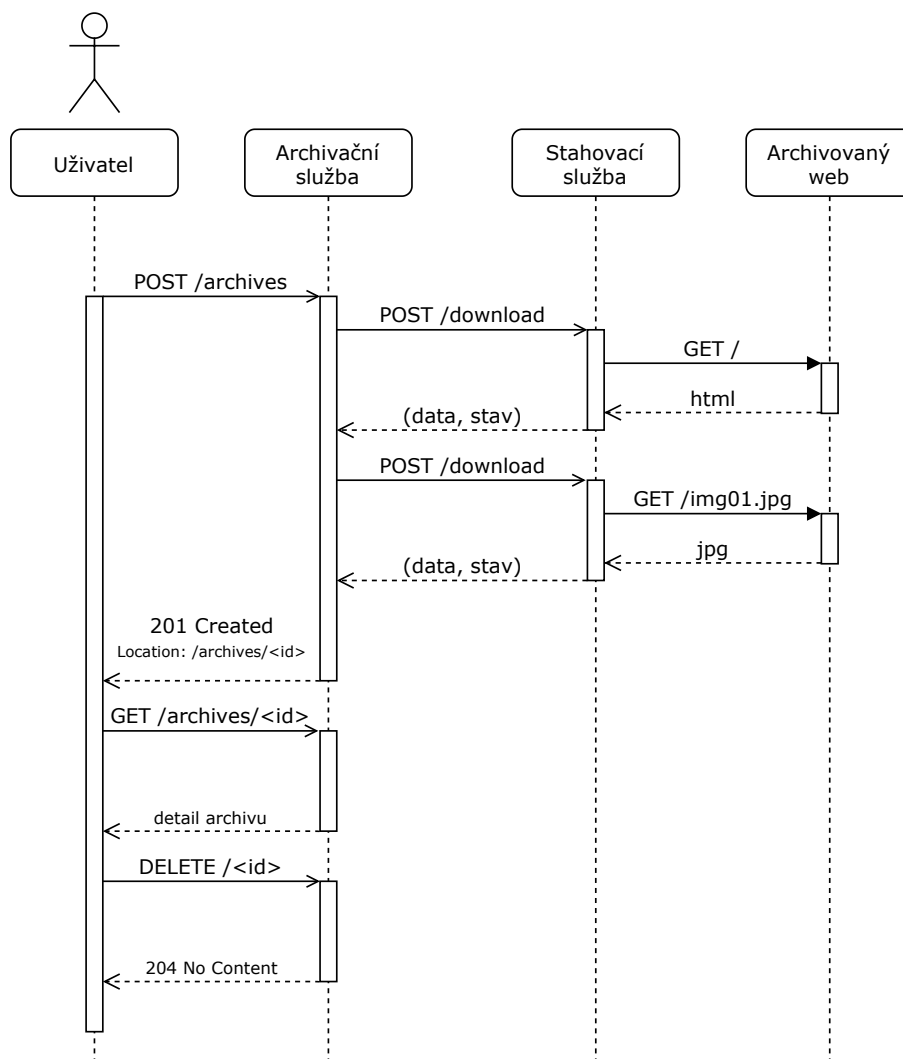 Uživatel
Archivační
služba
Stahovací
služba
Archivovaný
web
POST /archives
POST /download
GET /
html
(data, stav)
POST /download
GET /img01.jpg
jpg
(data, stav)
201 Created
Location: /archives/<id>
GET /archives/<id>
detail archivu
DELETE /<id>
204 No Content